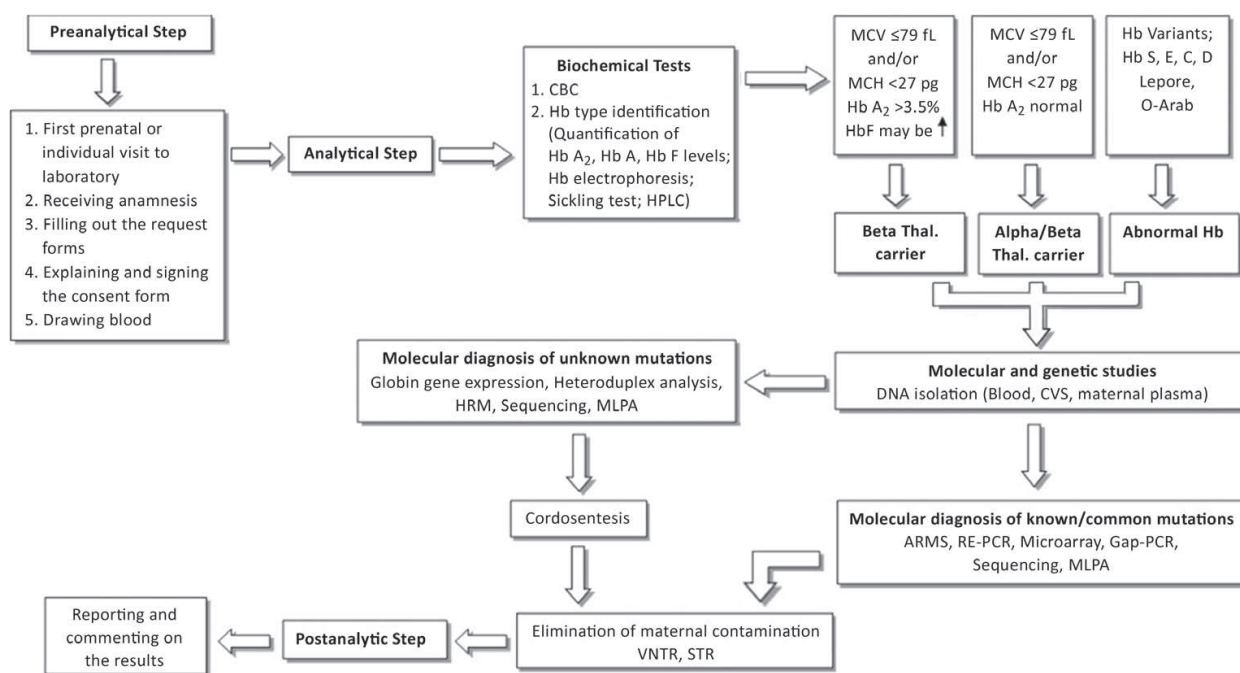 Preanalytical Step
1. First prenatal or
individual visit to
laboratory
2. Receiving anamnesis
3. Filling out the request
forms
4. Explaining and signing
the consent form
5. Drawing blood
Analytical Step
Biochemical Tests
1. CBC
2. Hb type identification
(Quantification of
Hb A₂, Hb A, Hb F levels;
Hb electrophoresis;
Sickling test; HPLC)
MCV ≤79 fL
and/or
MCH <27 pg
Hb A₂ >3.5%
HbF may be ↑
MCV ≤79 fL
and/or
MCH <27 pg
Hb A₂ normal
Hb Variants;
Hb S, E, C, D
Lepore,
O-Arab
Beta Thal.
carrier
Alpha/Beta
Thal. carrier
Abnormal Hb
Molecular and genetic studies
DNA isolation (Blood, CVS, maternal plasma)
Molecular diagnosis of unknown mutations
Globin gene expression, Heteroduplex analysis,
HRM, Sequencing, MLPA
Cordosentesis
Molecular diagnosis of known/common mutations
ARMS, RE-PCR, Microarray, Gap-PCR,
Sequencing, MLPA
Elimination of maternal contamination
VNTR, STR
Postanalytic Step
Reporting and
commenting on
the results